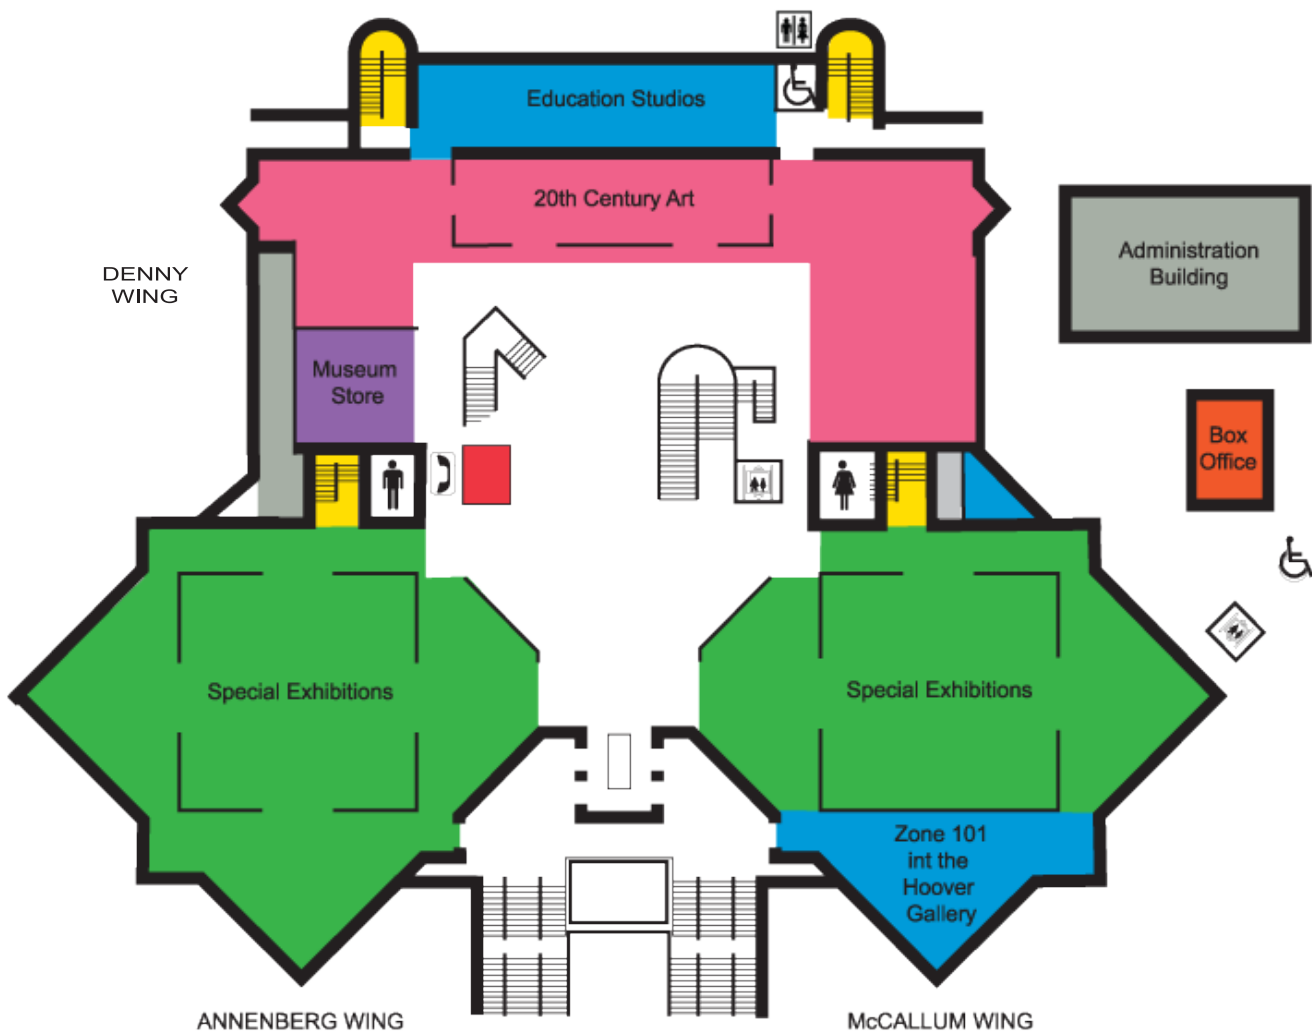 Education Studios
20th Century Art
Administration
Building
DENNY
WING
Museum
Store
Box
Office
Special Exhibitions
Special Exhibitions
Zone 101
int the
Hoover
Gallery
ANNENBERG WING
McCALLUM WING